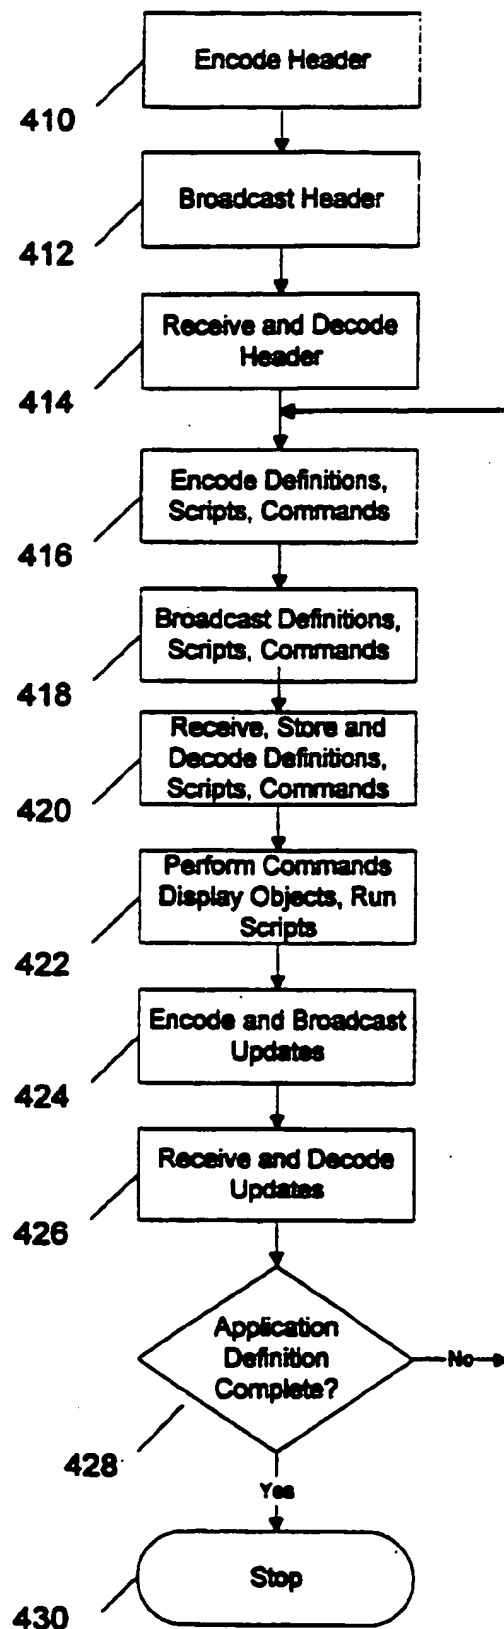 Encode Header
410
Broadcast Header
412
Receive and Decode
Header
414
Encode Definitions,
Scripts, Commands
416
Broadcast Definitions,
Scripts, Commands
418
Receive, Store and
Decode Definitions,
Scripts, Commands
420
Perform Commands
Display Objects, Run
Scripts
422
Encode and Broadcast
Updates
424
Receive and Decode
Updates
426
Application
Definition
Complete?
No
428
Yes
Stop
430